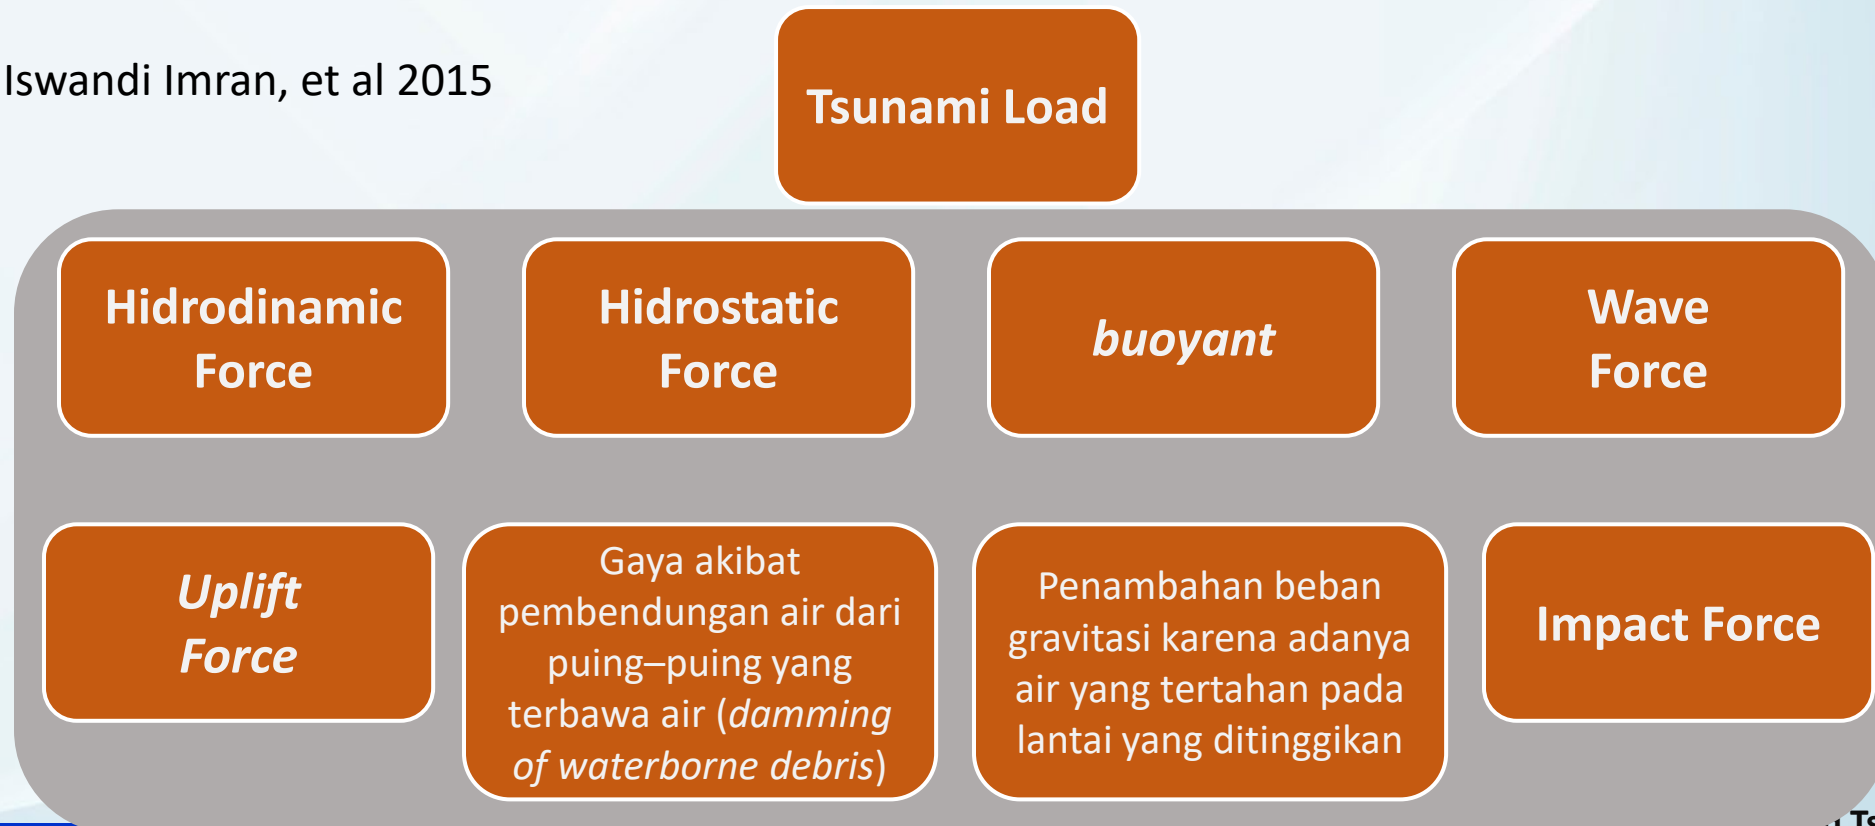 Iswandi Imran, et al 2015
Tsunami Load
Hidrodinamic
Force
Hidrostatic
Force
buoyant
Wave
Force
Uplift
Force
Gaya akibat
pembendungan air dari
puing–puing yang
terbawa air (damming
of waterborne debris)
Penambahan beban
gravitasi karena adanya
air yang tertahan pada
lantai yang ditinggikan
Impact Force